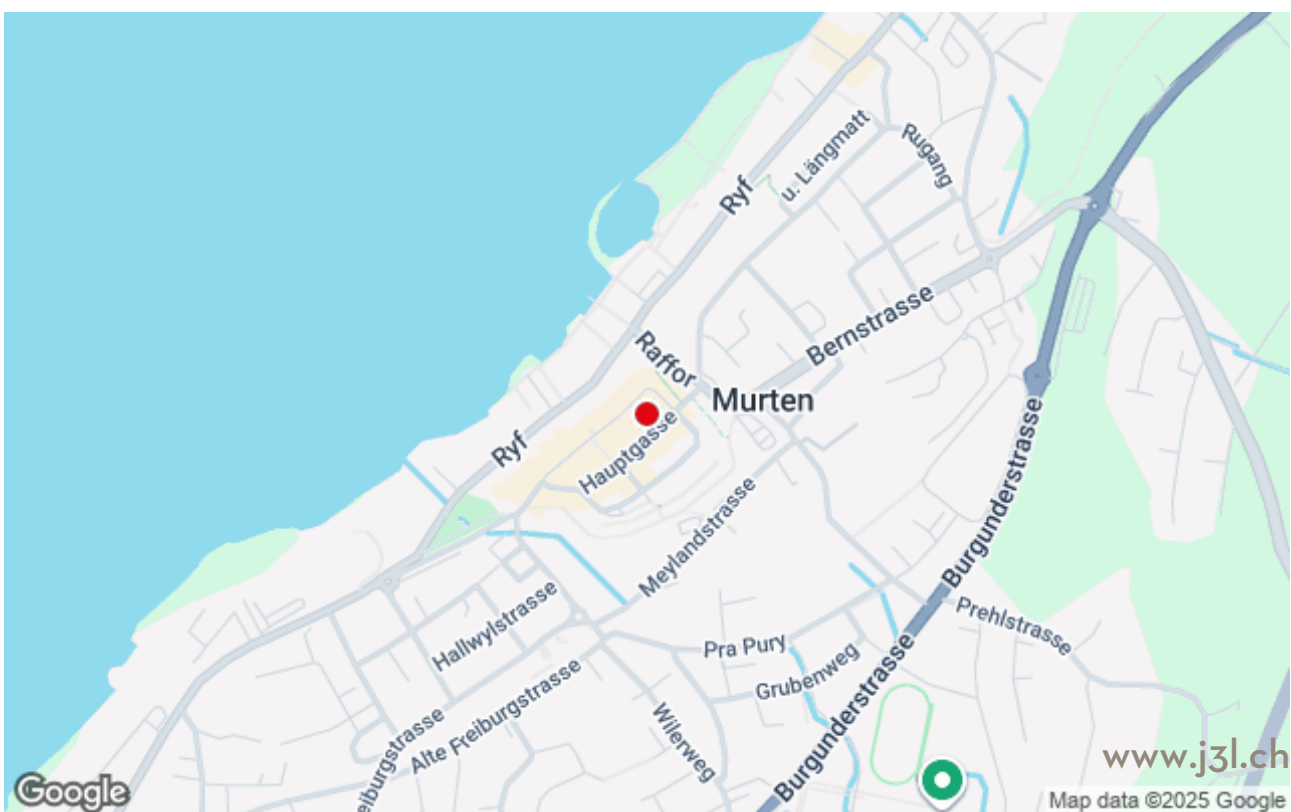 u. Längmatt
Rugang
Ryf
Bernstrasse
Raffor
Murten
Ryf
Hauptgasse
Meylandstrasse
Burgunderstrasse
Prehlstrasse
Hallwylstrasse
Pra Pury
Grubenweg
Alte Freiburgstrasse
eiburgstrasse
Wilerweg
Burgunderstrasse
www.j3l.ch
Google
Map data ©2025 Google